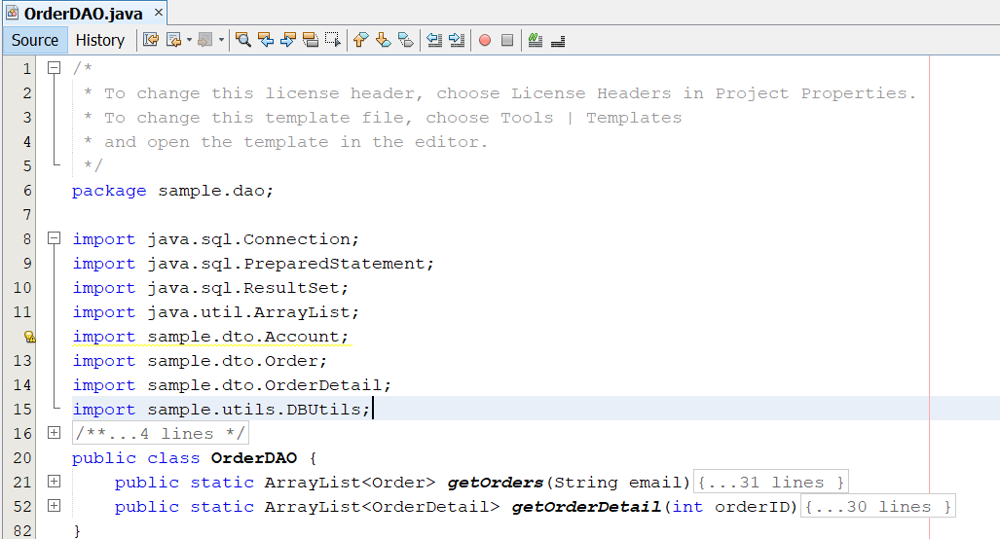 OrderDAO.java ×
Source History
1 /*
2 * To change this license header, choose License Headers in Project Properties.
3 * To change this template file, choose Tools | Templates
4 * and open the template in the editor.
5 */
6 package sample.dao;
7
8 import java.sql.Connection;
9 import java.sql.PreparedStatement;
10 import java.sql.ResultSet;
11 import java.util.ArrayList;
import sample.dto.Account;
13 import sample.dto.Order;
14 import sample.dto.OrderDetail;
15 import sample.utils.DBUtils;
16 /**...4 lines */
20 public class OrderDAO {
21 public static ArrayList<Order> getOrders(String email) {...31 lines }
52 public static ArrayList<OrderDetail> getOrderDetail(int orderID) {...30 lines }
82 }